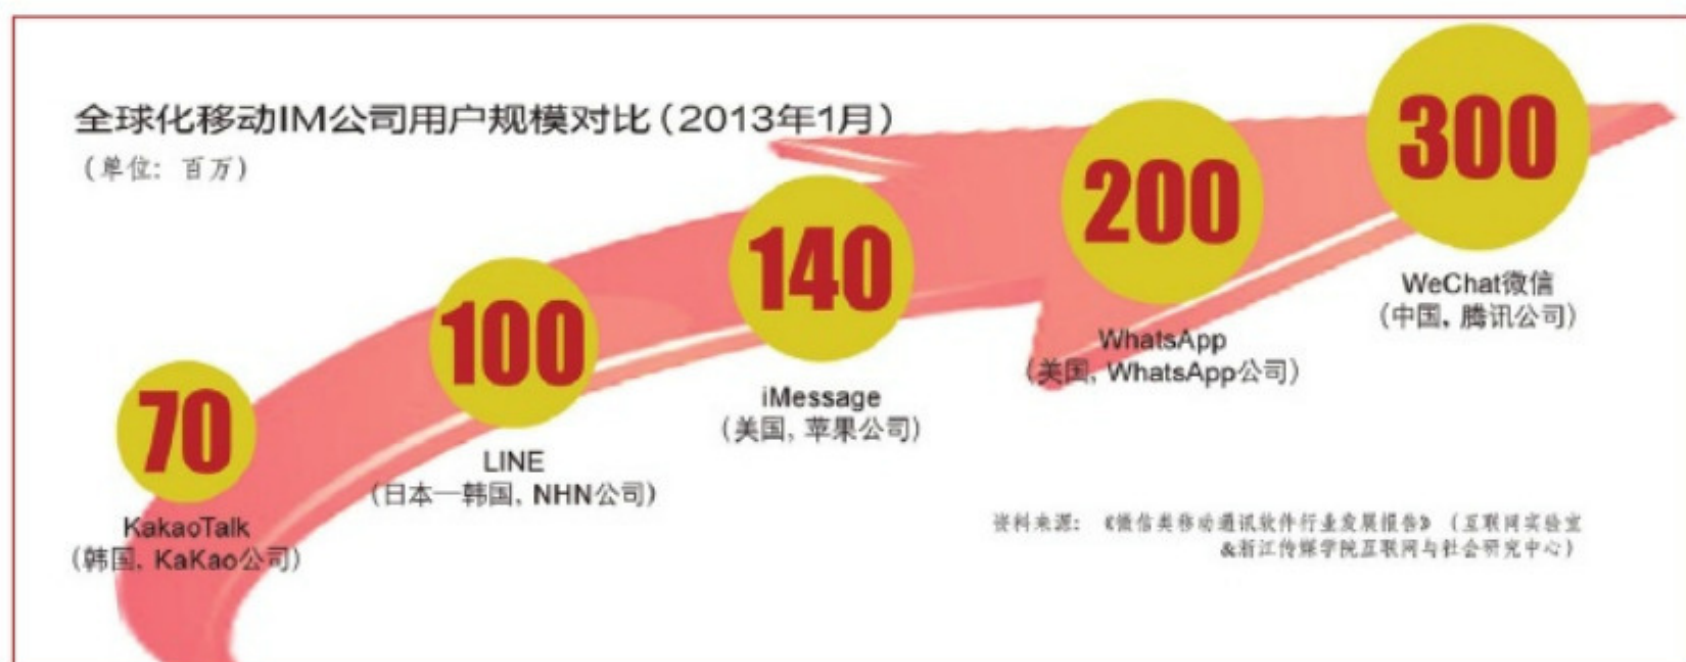 全球化移动IM公司用户规模对比（2013年1月）
（单位：百万）
70
KakaoTalk
（韩国, KaKao公司）
100
LINE
（日本—韩国, NHN公司）
140
iMessage
（美国, 苹果公司）
200
WhatsApp
（美国, WhatsApp公司）
300
WeChat微信
（中国, 腾讯公司）
资料来源：《微信类移动通讯软件行业发展报告》（互联网实验室
&浙江传媒学院互联网与社会研究中心）